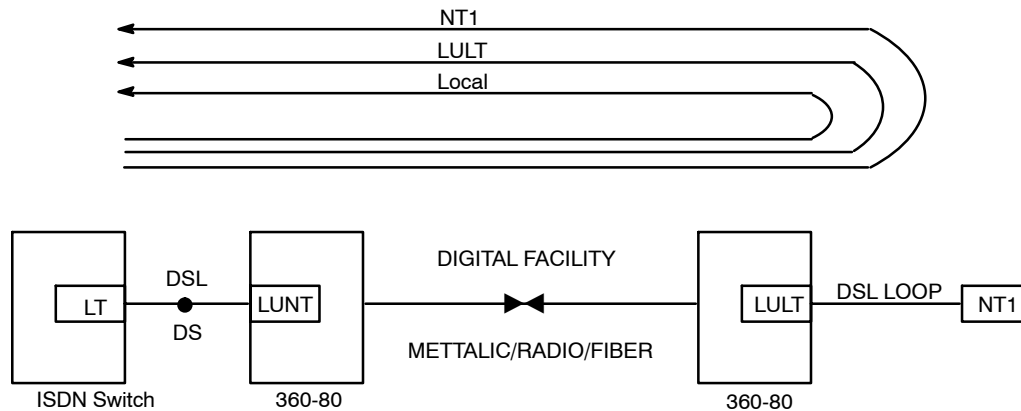 NT1
LULT
Local
DIGITAL FACILITY
DSL
DS
LT
LUNT
LULT
DSL LOOP
NT1
METTALIC/RADIO/FIBER
ISDN Switch
360-80
360-80